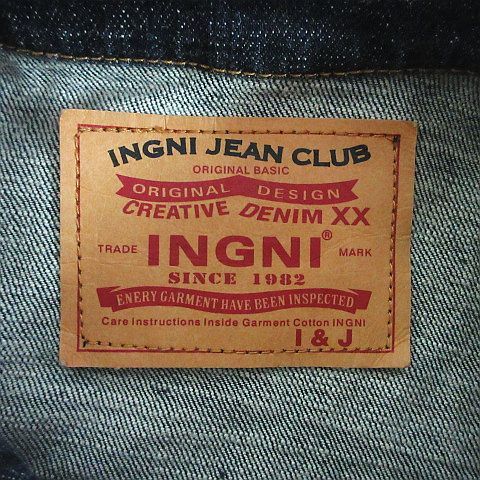 INGNI JEAN CLUB
ORIGINAL BASIC
ORIGINAL DESIGN
CREATIVE DENIM XX
TRADE INGNI® MARK
SINCE 1982
ENERY GARMENT HAVE BEEN INSPECTED
Care Instructions Inside Garment Cotton INGNI
I & J